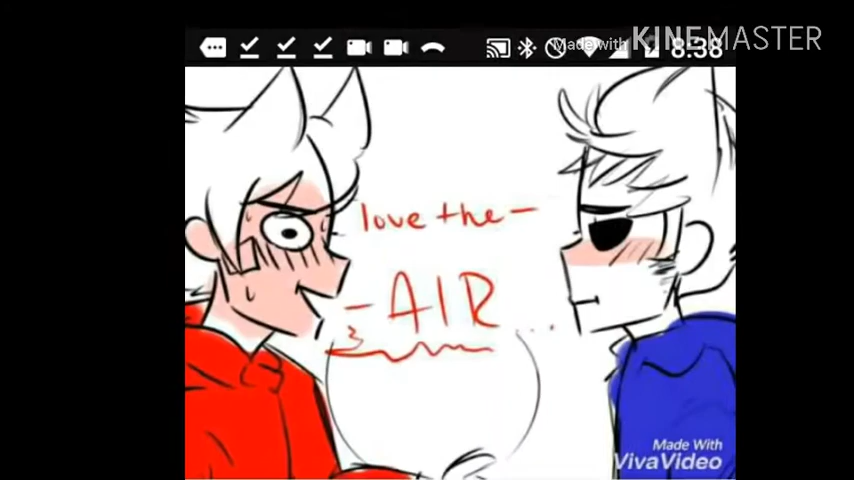 Made with KINEMASTER
8:38
love the-
-AIR
...
Made With
VivaVideo